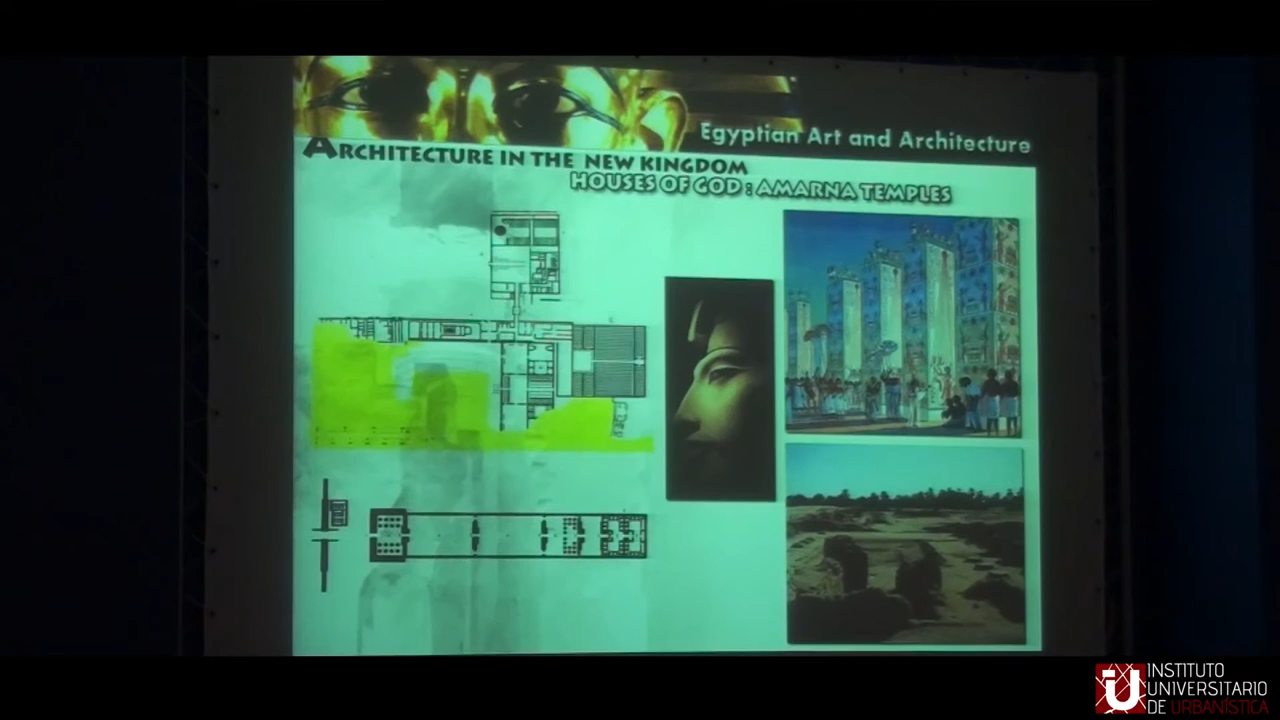 Egyptian Art and Architecture
ARCHITECTURE IN THE NEW KINGDOM
HOUSES OF GOD : AMARNA TEMPLES
INSTITUTO
UNIVERSITARIO
DE URBANÍSTICA